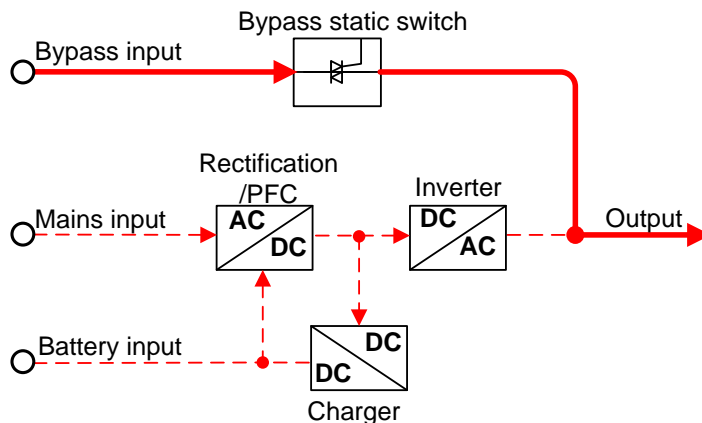 Bypass static switch
Bypass input
Rectification
/PFC
Inverter
Mains input
AC
DC
DC
AC
Output
Battery input
DC
DC
Charger